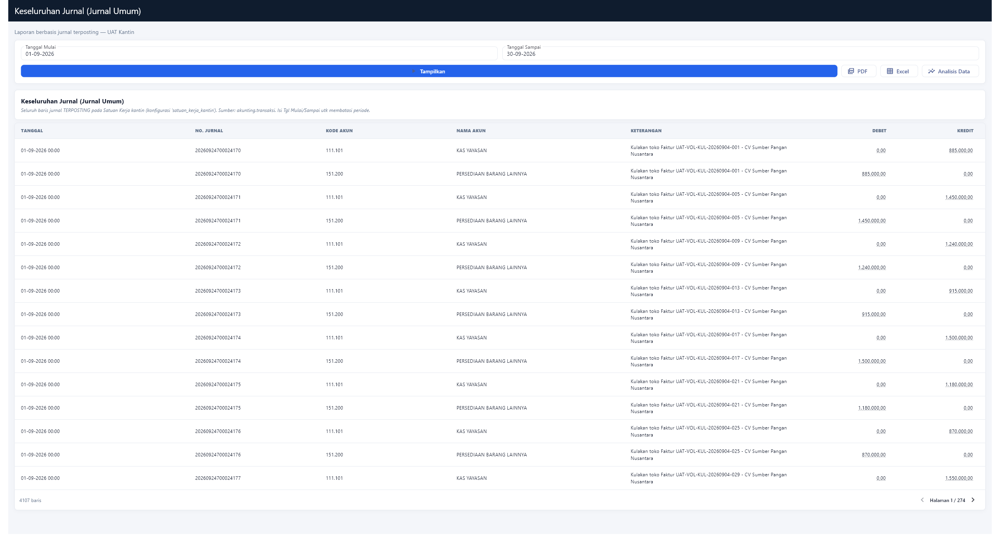 Keseluruhan Jurnal (Jurnal Umum)
Laporan berbasis jurnal terposting — UAT Kantin
Tanggal Mulai
01-09-2026
Tanggal Sampai
30-09-2026
Tampilkan
PDF
Excel
Analisis Data
Keseluruhan Jurnal (Jurnal Umum)
Seluruh baris jurnal TERPOSTING pada Satuan Kerja kantin (konfigurasi 'satuan_kerja_kantin'). Sumber: akunting.transaksi. Isi Tgl Mulai/Sampai utk membatasi periode.
TANGGAL NO. JURNAL KODE AKUN NAMA AKUN KETERANGAN DEBET KREDIT
01-09-2026 00:00 20260924700024170 111.101 KAS YAYASAN Kulakan toko Faktur UAT-VOL-KUL-20260904-001 - CV Sumber Pangan 0,00 885.000,00
Nusantara
01-09-2026 00:00 20260924700024170 151.200 PERSEDIAAN BARANG LAINNYA Kulakan toko Faktur UAT-VOL-KUL-20260904-001 - CV Sumber Pangan 885.000,00 0,00
Nusantara
01-09-2026 00:00 20260924700024171 111.101 KAS YAYASAN Kulakan toko Faktur UAT-VOL-KUL-20260904-005 - CV Sumber Pangan 0,00 1.450.000,00
Nusantara
01-09-2026 00:00 20260924700024171 151.200 PERSEDIAAN BARANG LAINNYA Kulakan toko Faktur UAT-VOL-KUL-20260904-005 - CV Sumber Pangan 1.450.000,00 0,00
Nusantara
01-09-2026 00:00 20260924700024172 111.101 KAS YAYASAN Kulakan toko Faktur UAT-VOL-KUL-20260904-009 - CV Sumber Pangan 0,00 1.240.000,00
Nusantara
01-09-2026 00:00 20260924700024172 151.200 PERSEDIAAN BARANG LAINNYA Kulakan toko Faktur UAT-VOL-KUL-20260904-009 - CV Sumber Pangan 1.240.000,00 0,00
Nusantara
01-09-2026 00:00 20260924700024173 111.101 KAS YAYASAN Kulakan toko Faktur UAT-VOL-KUL-20260904-013 - CV Sumber Pangan 0,00 915.000,00
Nusantara
01-09-2026 00:00 20260924700024173 151.200 PERSEDIAAN BARANG LAINNYA Kulakan toko Faktur UAT-VOL-KUL-20260904-013 - CV Sumber Pangan 915.000,00 0,00
Nusantara
01-09-2026 00:00 20260924700024174 111.101 KAS YAYASAN Kulakan toko Faktur UAT-VOL-KUL-20260904-017 - CV Sumber Pangan 0,00 1.500.000,00
Nusantara
01-09-2026 00:00 20260924700024174 151.200 PERSEDIAAN BARANG LAINNYA Kulakan toko Faktur UAT-VOL-KUL-20260904-017 - CV Sumber Pangan 1.500.000,00 0,00
Nusantara
01-09-2026 00:00 20260924700024175 111.101 KAS YAYASAN Kulakan toko Faktur UAT-VOL-KUL-20260904-021 - CV Sumber Pangan 0,00 1.180.000,00
Nusantara
01-09-2026 00:00 20260924700024175 151.200 PERSEDIAAN BARANG LAINNYA Kulakan toko Faktur UAT-VOL-KUL-20260904-021 - CV Sumber Pangan 1.180.000,00 0,00
Nusantara
01-09-2026 00:00 20260924700024176 111.101 KAS YAYASAN Kulakan toko Faktur UAT-VOL-KUL-20260904-025 - CV Sumber Pangan 0,00 870.000,00
Nusantara
01-09-2026 00:00 20260924700024176 151.200 PERSEDIAAN BARANG LAINNYA Kulakan toko Faktur UAT-VOL-KUL-20260904-025 - CV Sumber Pangan 870.000,00 0,00
Nusantara
01-09-2026 00:00 20260924700024177 111.101 KAS YAYASAN Kulakan toko Faktur UAT-VOL-KUL-20260904-029 - CV Sumber Pangan 0,00 1.550.000,00
Nusantara
4107 baris
Halaman 1 / 274